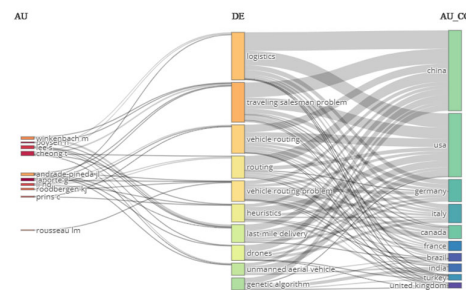 AU
DE
AU_CO
winkenbach m
boysen n
lee s
cheong t
andrade-pineda jl
laporte g
roodbergen kj
prins c
rousseau lm
logistics
traveling salesman problem
vehicle routing
routing
vehicle routing problem
heuristics
last-mile delivery
drones
unmanned aerial vehicle
genetic algorithm
china
usa
germany
italy
canada
france
brazil
india
turkey
united kingdom